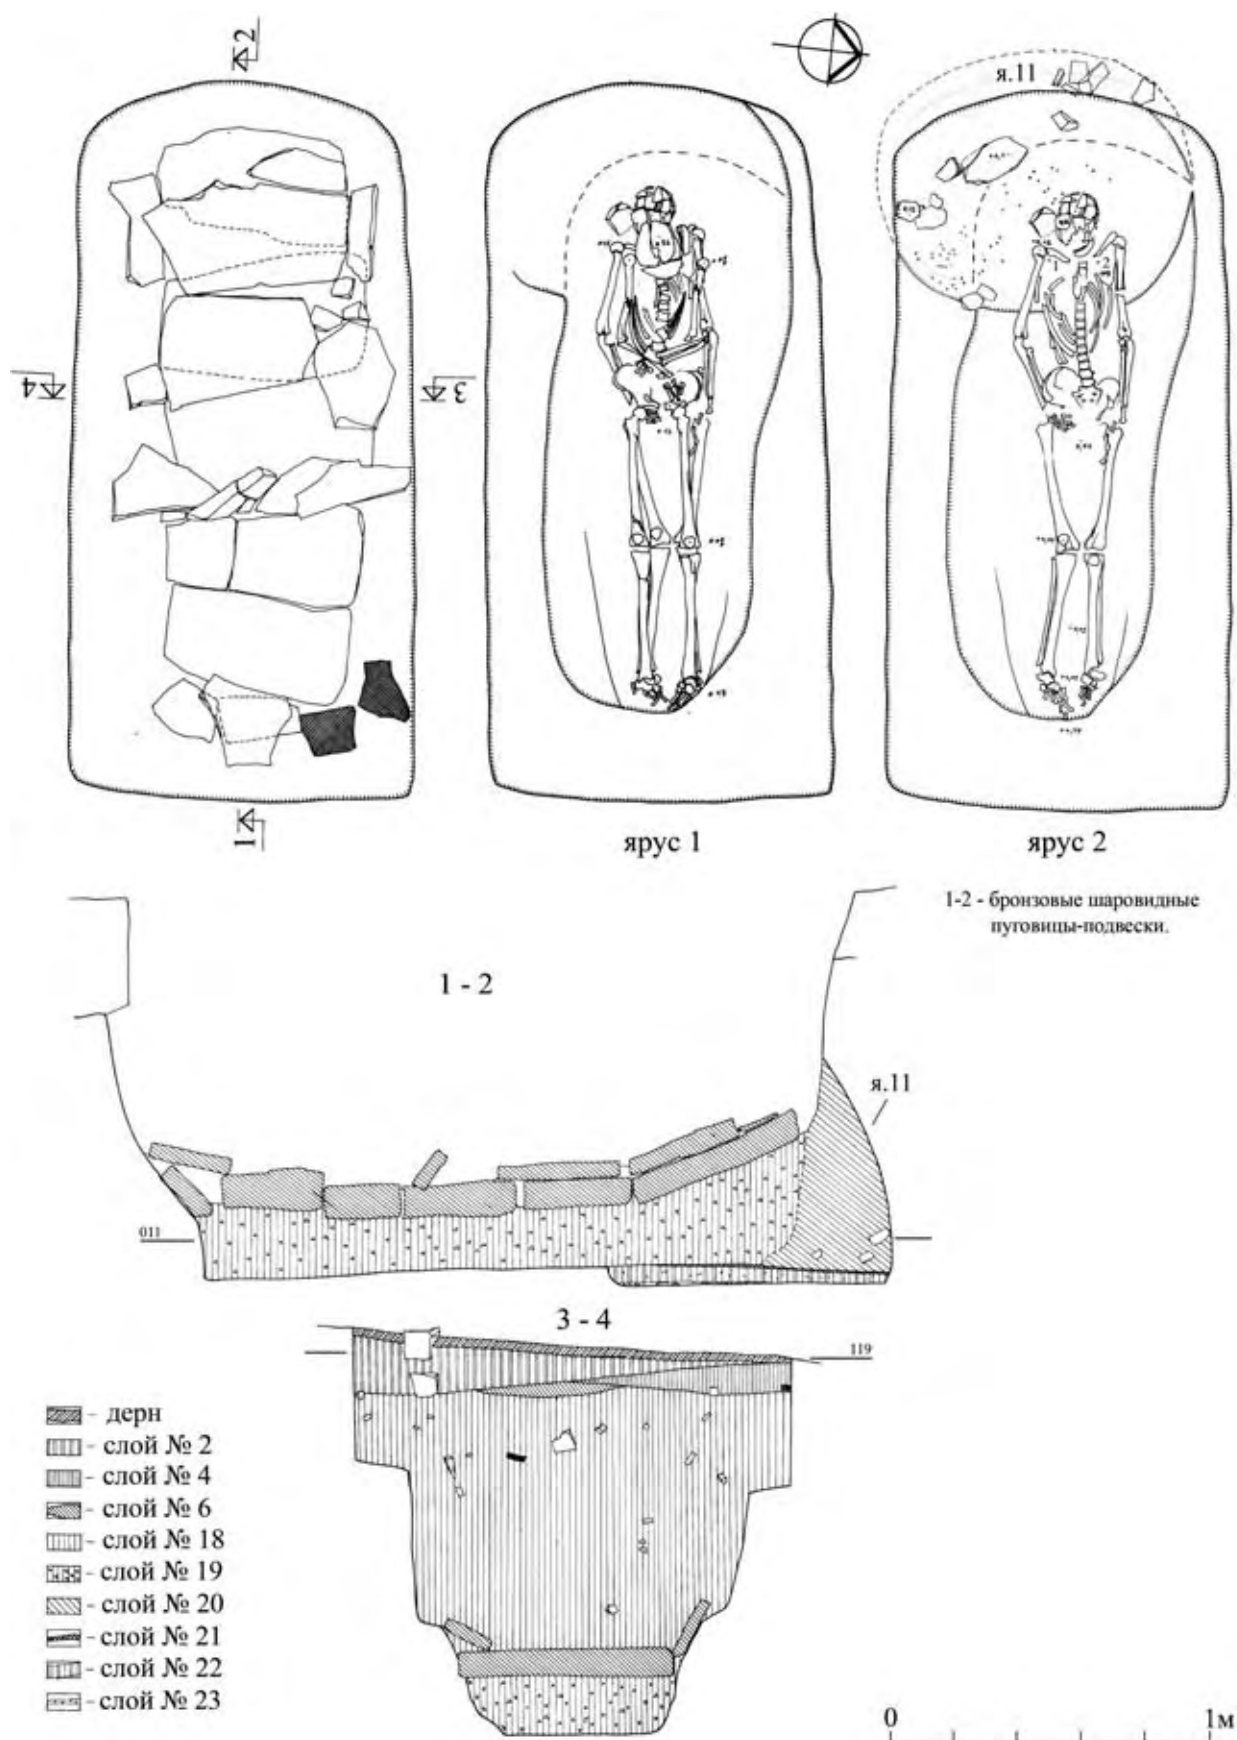 2
я.11
4
3
1
ярус 1
ярус 2
1
2
1-2 - бронзовые шаровидные
пуговицы-подвески.
1 - 2
я.11
011
3 - 4
119
- дерн
- слой № 2
- слой № 4
- слой № 6
- слой № 18
- слой № 19
- слой № 20
- слой № 21
- слой № 22
- слой № 23
0 1м